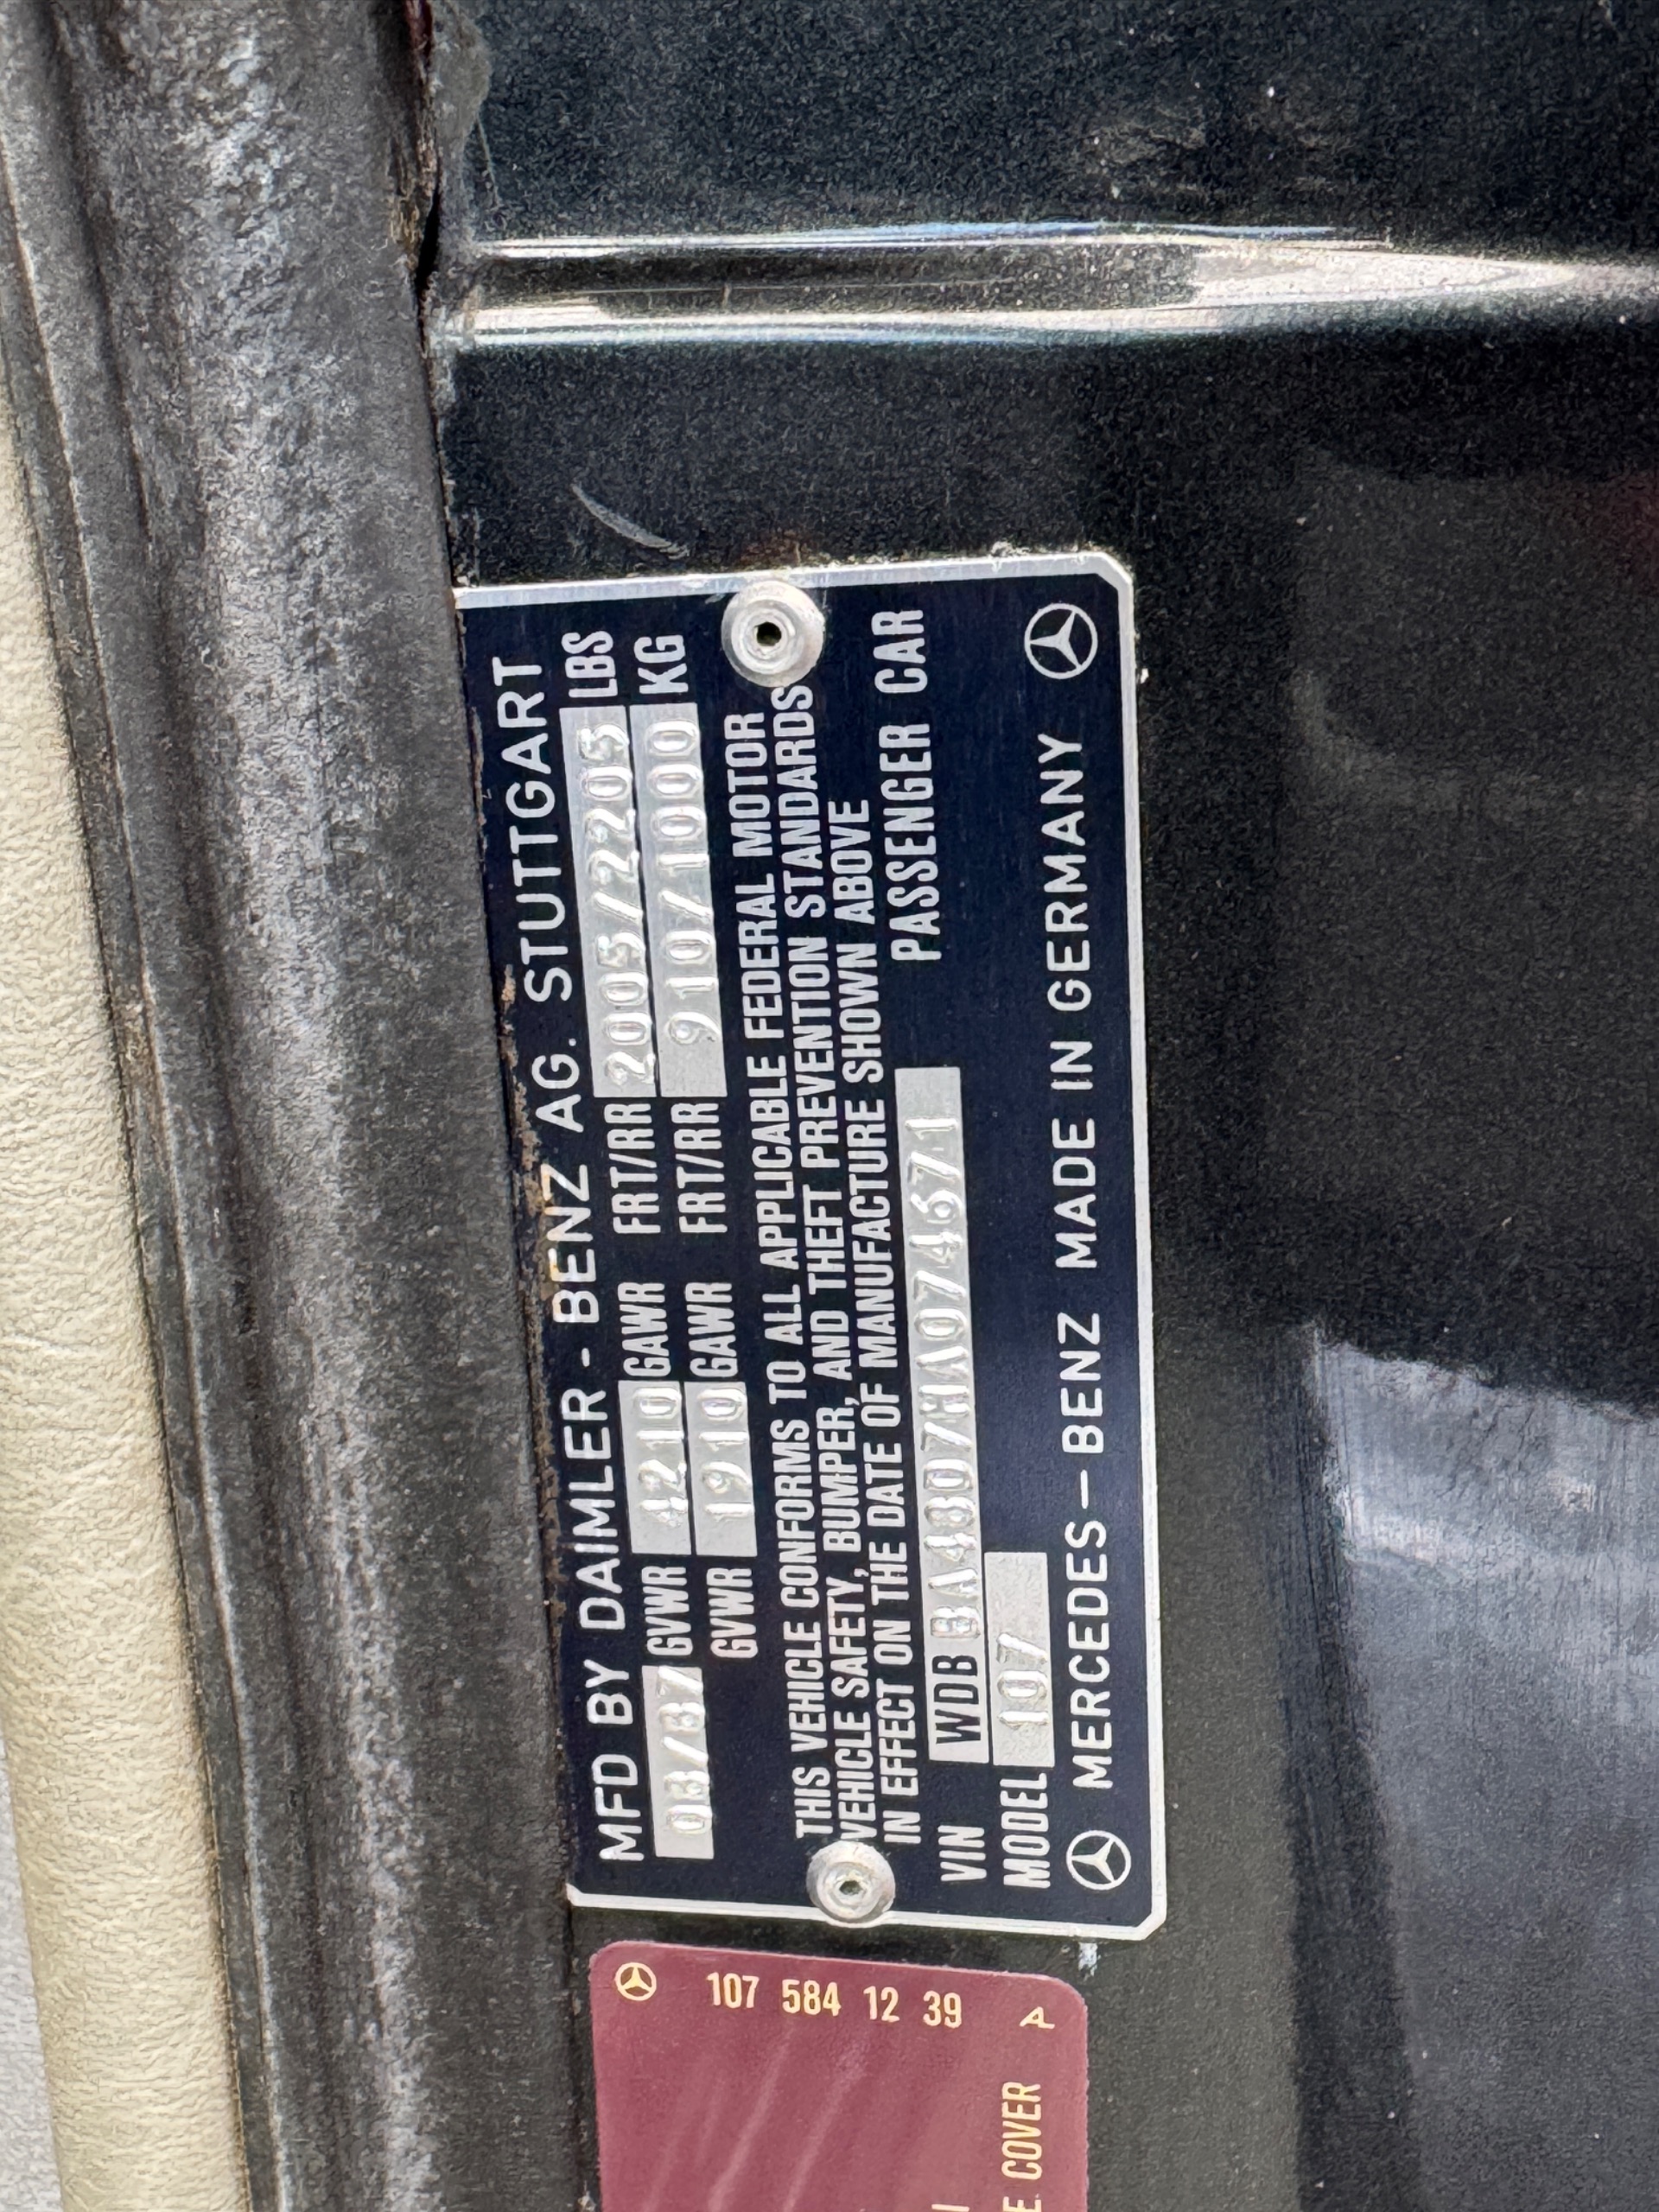 MFD BY DAIMLER - BENZ AG. STUTTGART
08/87 GVWR 4210 GAWR FRT/RR 2005/2205 LBS
GVWR 1910 GAWR FRT/RR 910/1000 KG
THIS VEHICLE CONFORMS TO ALL APPLICABLE FEDERAL MOTOR
VEHICLE SAFETY, BUMPER, AND THEFT PREVENTION STANDARDS
IN EFFECT ON THE DATE OF MANUFACTURE SHOWN ABOVE
VIN WDB BA48D7HA074671 PASSENGER CAR
MODEL 107
MERCEDES-BENZ MADE IN GERMANY
107 584 12 39 A
COVER